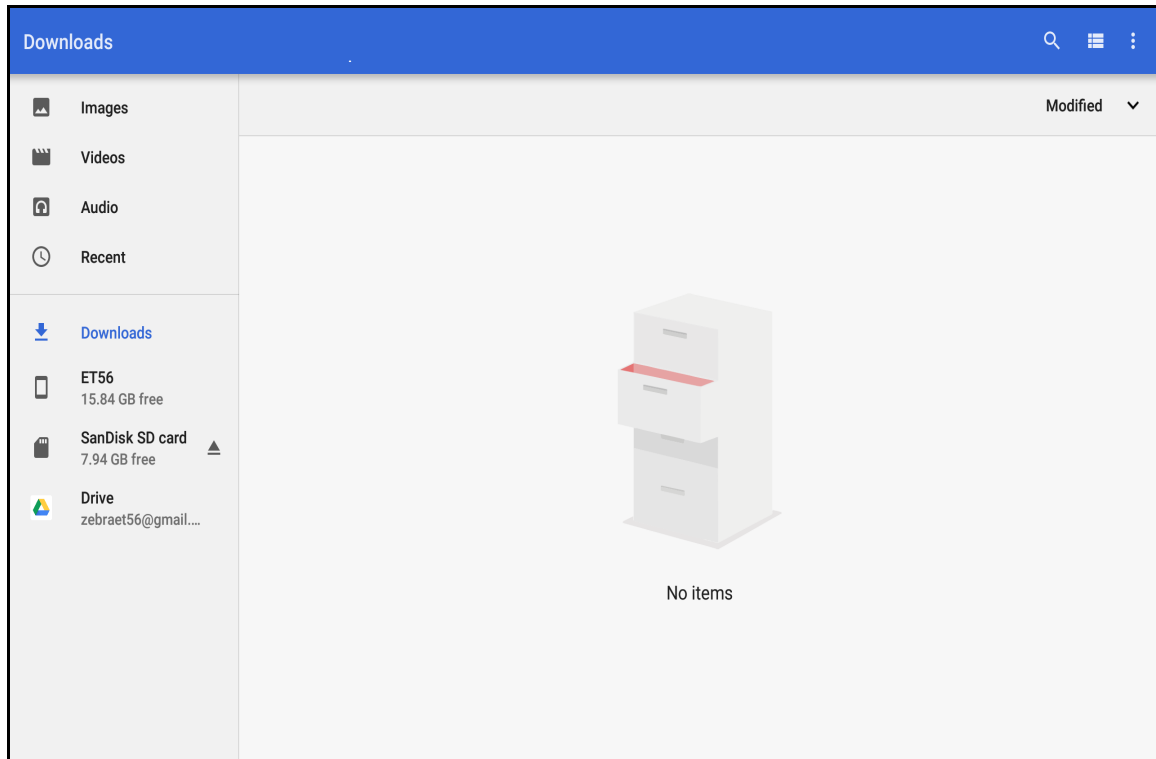 Downloads
Images
Videos
Audio
Recent
Downloads
ET56
15.84 GB free
SanDisk SD card
7.94 GB free
Drive
zebraet56@gmail....
Modified
No items